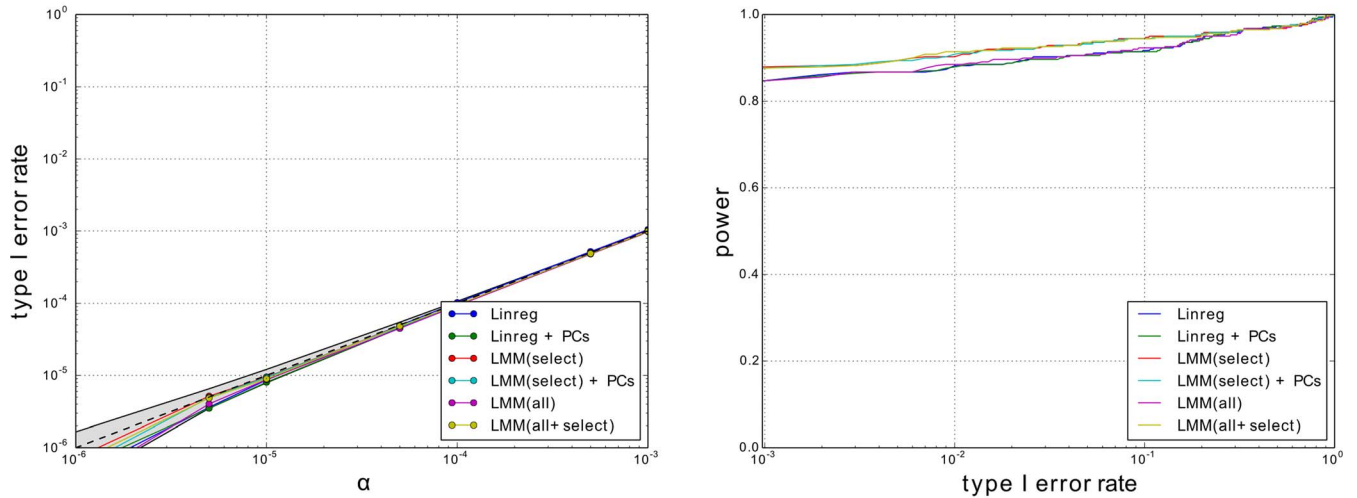 10⁰
10⁻¹
10⁻²
10⁻³
10⁻⁴
10⁻⁵
10⁻⁶
type I error rate
10⁻⁶ 10⁻⁵ 10⁻⁴ 10⁻³
α
Linreg
Linreg + PCs
LMM(select)
LMM(select) + PCs
LMM(all)
LMM(all+select)
1.0
0.8
0.6
0.4
0.2
0.0
power
10⁻³ 10⁻² 10⁻¹ 10⁰
type I error rate
Linreg
Linreg + PCs
LMM(select)
LMM(select) + PCs
LMM(all)
LMM(all+select)